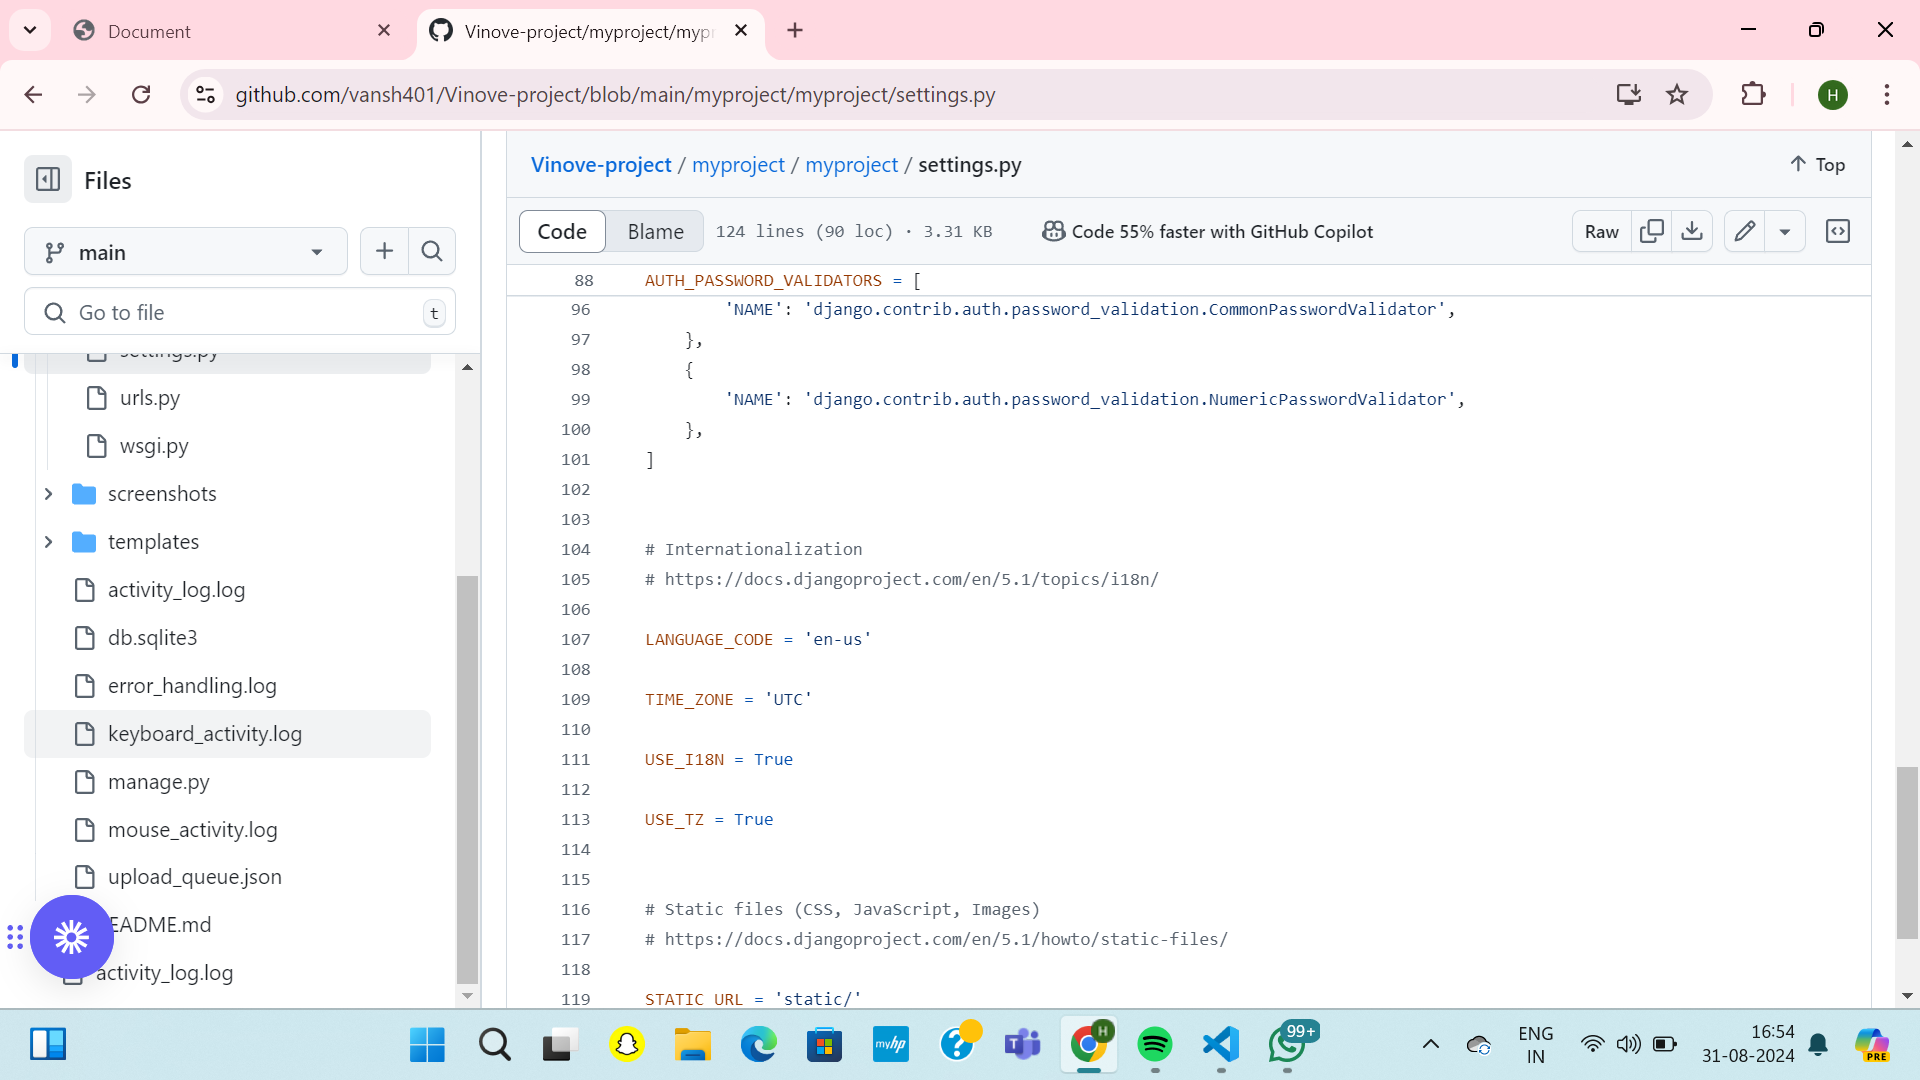 Document
Vinove-project/myproject/mypr
github.com/vansh401/Vinove-project/blob/main/myproject/myproject/settings.py
H
Files
main
Go to file
t
settings.py
urls.py
wsgi.py
screenshots
templates
activity_log.log
db.sqlite3
error_handling.log
keyboard_activity.log
manage.py
mouse_activity.log
upload_queue.json
EADME.md
activity_log.log
Vinove-project / myproject / myproject / settings.py
Top
Code
Blame
124 lines (90 loc) · 3.31 KB
Code 55% faster with GitHub Copilot
Raw
88 AUTH_PASSWORD_VALIDATORS = [
96 'NAME': 'django.contrib.auth.password_validation.CommonPasswordValidator',
97 },
98 {
99 'NAME': 'django.contrib.auth.password_validation.NumericPasswordValidator',
100 },
101 ]
102
103
104 # Internationalization
105 # https://docs.djangoproject.com/en/5.1/topics/i18n/
106
107 LANGUAGE_CODE = 'en-us'
108
109 TIME_ZONE = 'UTC'
110
111 USE_I18N = True
112
113 USE_TZ = True
114
115
116 # Static files (CSS, JavaScript, Images)
117 # https://docs.djangoproject.com/en/5.1/howto/static-files/
118
119 STATIC_URL = 'static/'
myhp
H
99+
ENG
IN
16:54
31-08-2024
PRE